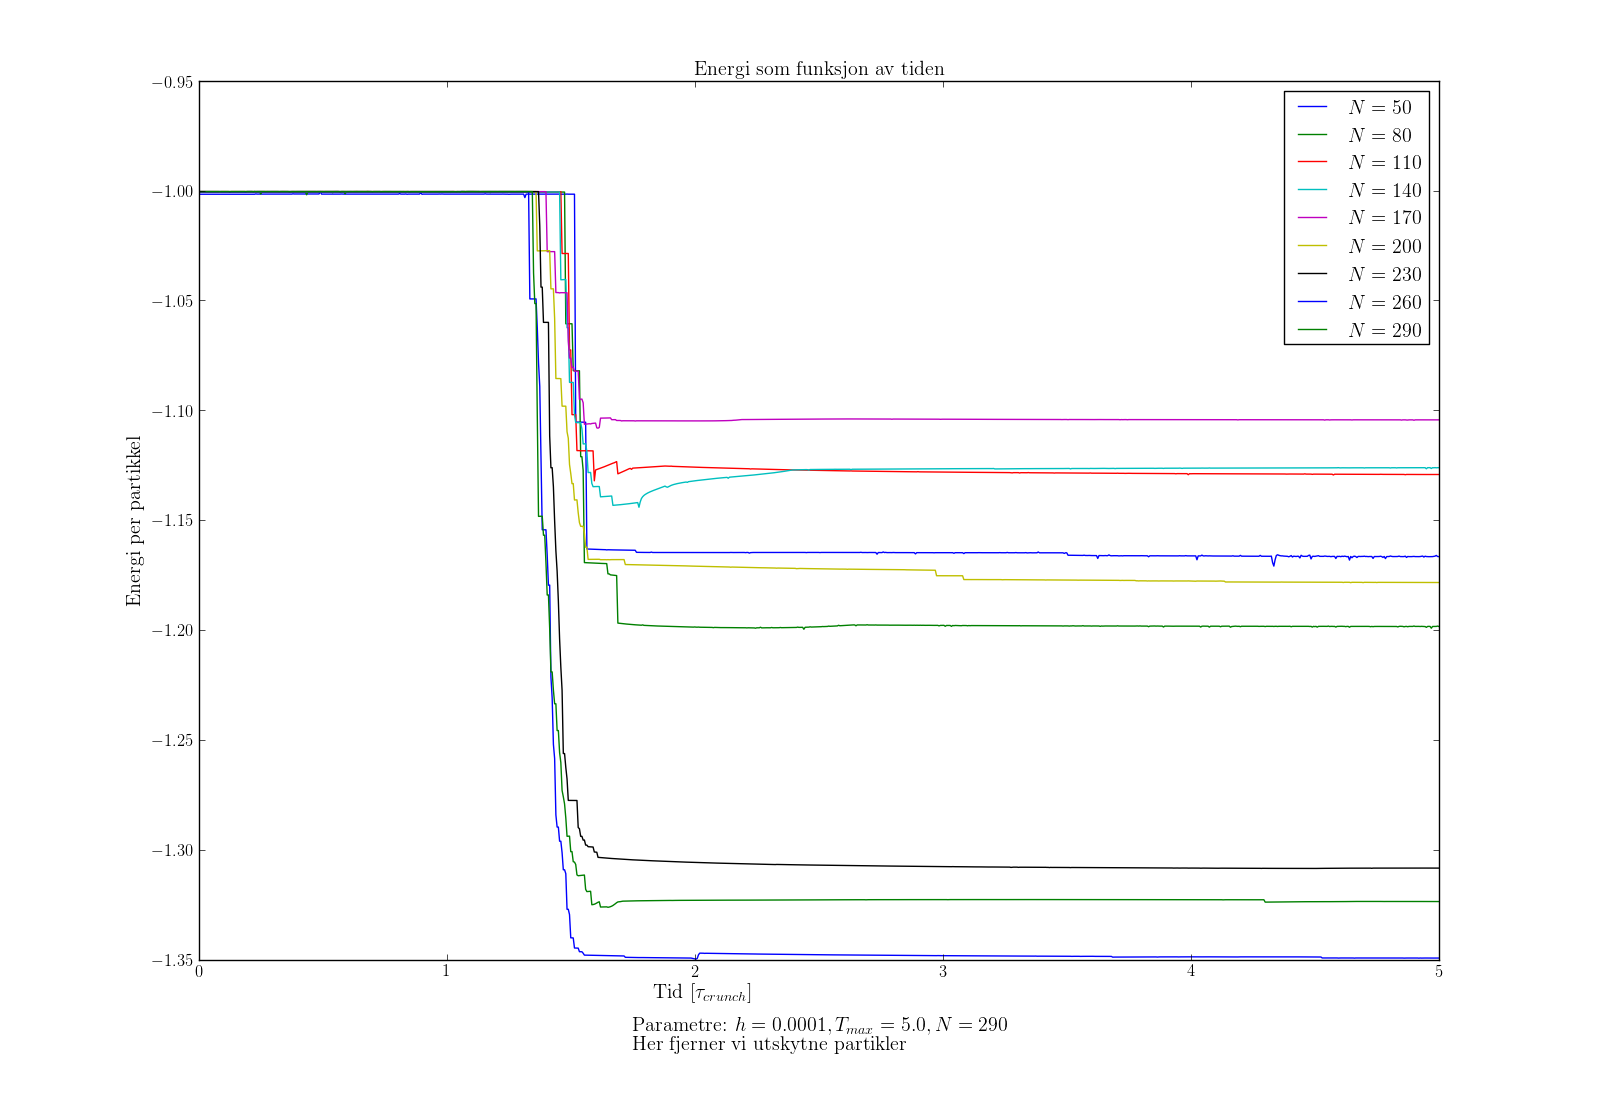 Energi som funksjon av tiden
−0.95
−1.00
−1.05
−1.10
−1.15
−1.20
−1.25
−1.30
−1.35
Energi per partikkel
N = 50
N = 80
N = 110
N = 140
N = 170
N = 200
N = 230
N = 260
N = 290
0 1 2 3 4 5
Tid [τ_crunch]
Parametre: h = 0.0001, T_max = 5.0, N = 290
Her fjerner vi utskytne partikler